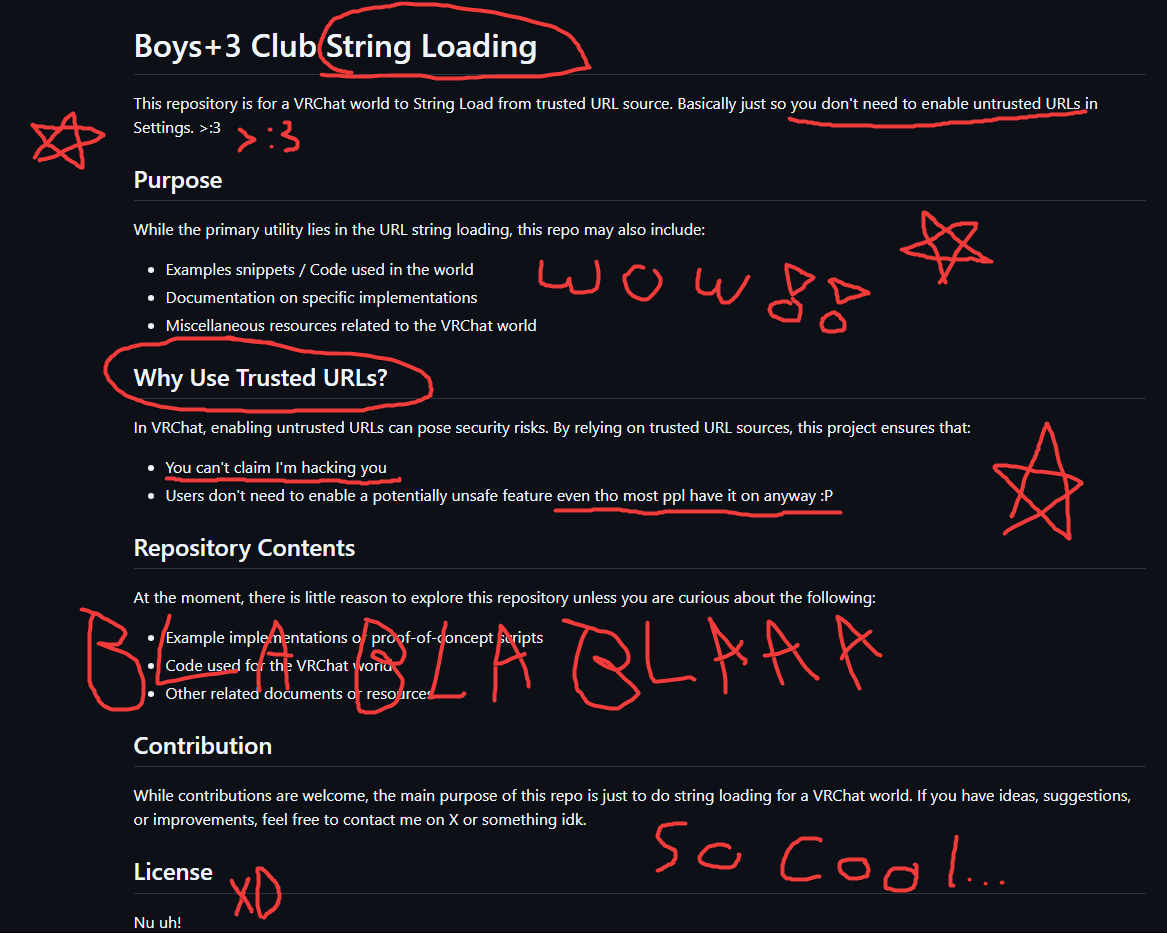 Boys+3 Club String Loading
This repository is for a VRChat world to String Load from trusted URL source. Basically just so you don't need to enable untrusted URLs in
Settings. >:3
>:3
Purpose
While the primary utility lies in the URL string loading, this repo may also include:
Examples snippets / Code used in the world
Documentation on specific implementations
Miscellaneous resources related to the VRChat world
WOW!!
Why Use Trusted URLs?
In VRChat, enabling untrusted URLs can pose security risks. By relying on trusted URL sources, this project ensures that:
You can't claim I'm hacking you
Users don't need to enable a potentially unsafe feature even tho most ppl have it on anyway :P
Repository Contents
At the moment, there is little reason to explore this repository unless you are curious about the following:
Example implementations or proof-of-concept scripts
Code used for the VRChat world
Other related documents or resources
BLA BLA BLAAA
Contribution
While contributions are welcome, the main purpose of this repo is just to do string loading for a VRChat world. If you have ideas, suggestions,
or improvements, feel free to contact me on X or something idk.
So Cool...
License
XD
Nu uh!